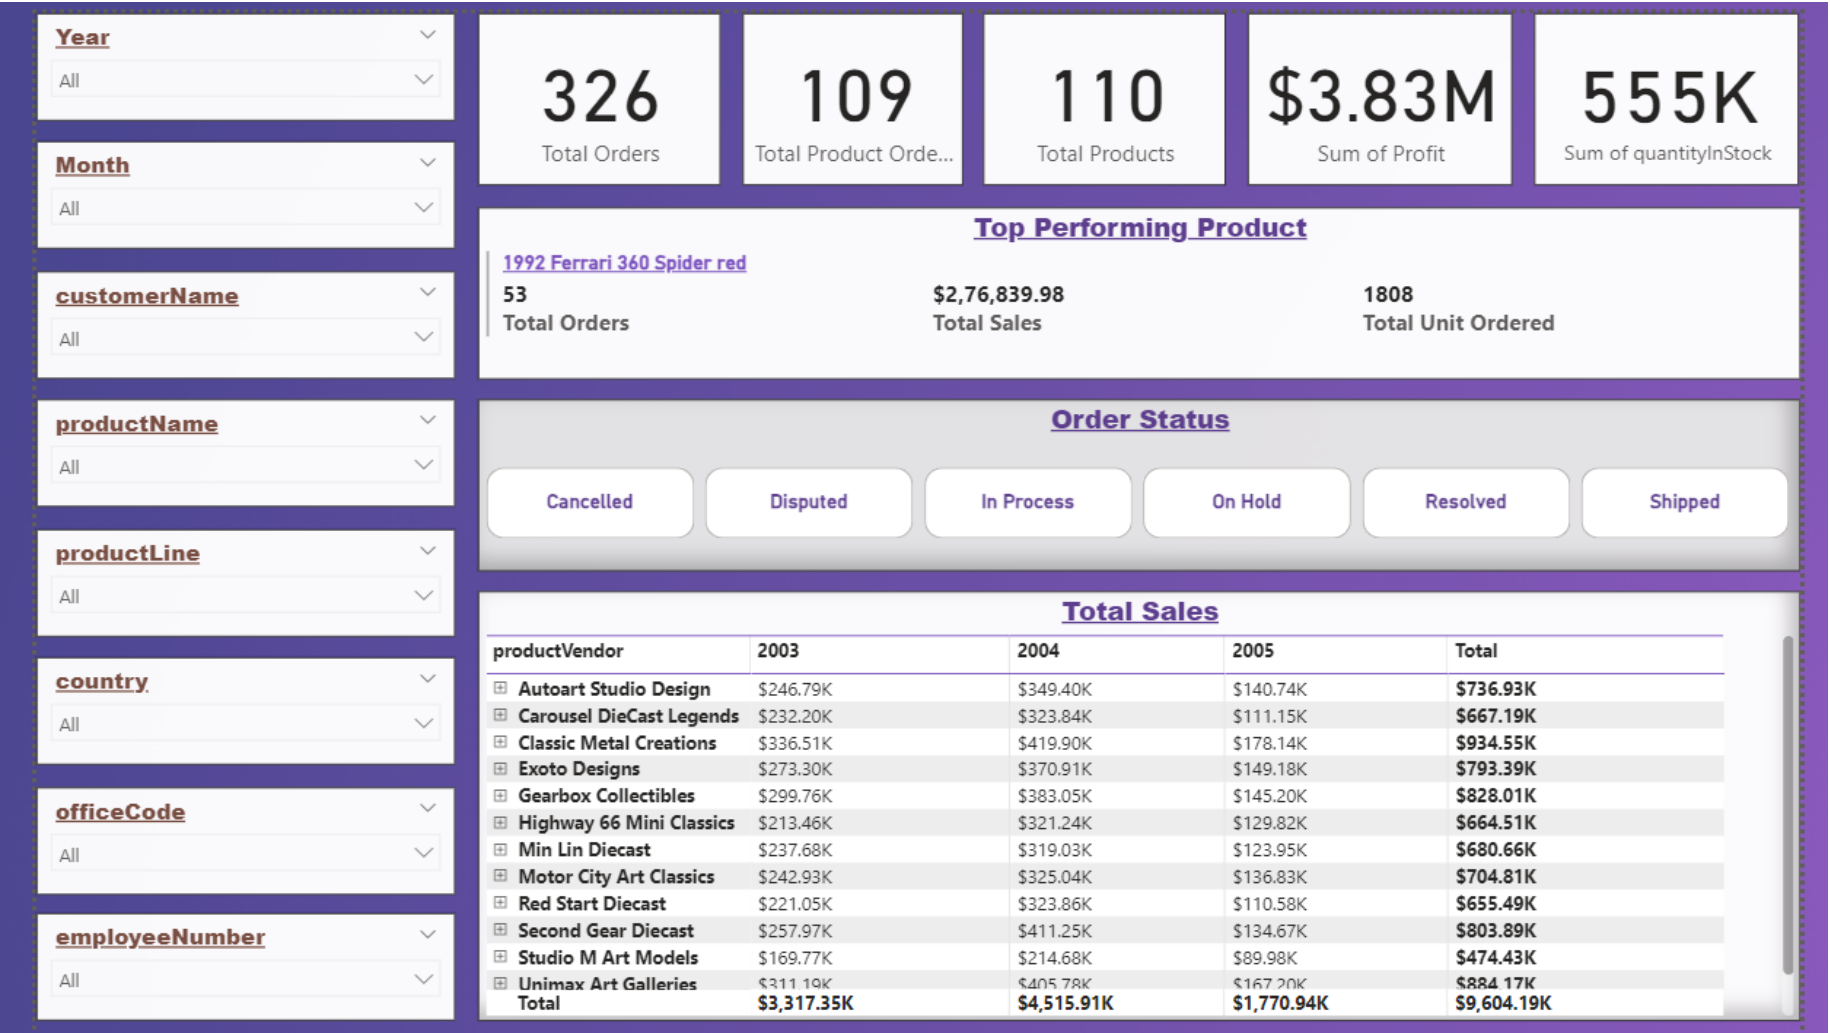 Year
All
Month
All
customerName
All
productName
All
productLine
All
country
All
officeCode
All
employeeNumber
All
326
Total Orders
109
Total Product Orde...
110
Total Products
$3.83M
Sum of Profit
555K
Sum of quantityInStock
Top Performing Product
1992 Ferrari 360 Spider red
53 $2,76,839.98 1808
Total Orders Total Sales Total Unit Ordered
Order Status
Cancelled Disputed In Process On Hold Resolved Shipped
Total Sales
productVendor 2003 2004 2005 Total
Autoart Studio Design $246.79K $349.40K $140.74K $736.93K
Carousel DieCast Legends $232.20K $323.84K $111.15K $667.19K
Classic Metal Creations $336.51K $419.90K $178.14K $934.55K
Exoto Designs $273.30K $370.91K $149.18K $793.39K
Gearbox Collectibles $299.76K $383.05K $145.20K $828.01K
Highway 66 Mini Classics $213.46K $321.24K $129.82K $664.51K
Min Lin Diecast $237.68K $319.03K $123.95K $680.66K
Motor City Art Classics $242.93K $325.04K $136.83K $704.81K
Red Start Diecast $221.05K $323.86K $110.58K $655.49K
Second Gear Diecast $257.97K $411.25K $134.67K $803.89K
Studio M Art Models $169.77K $214.68K $89.98K $474.43K
Unimax Art Galleries $311.19K $405.78K $167.20K $884.17K
Total $3,317.35K $4,515.91K $1,770.94K $9,604.19K